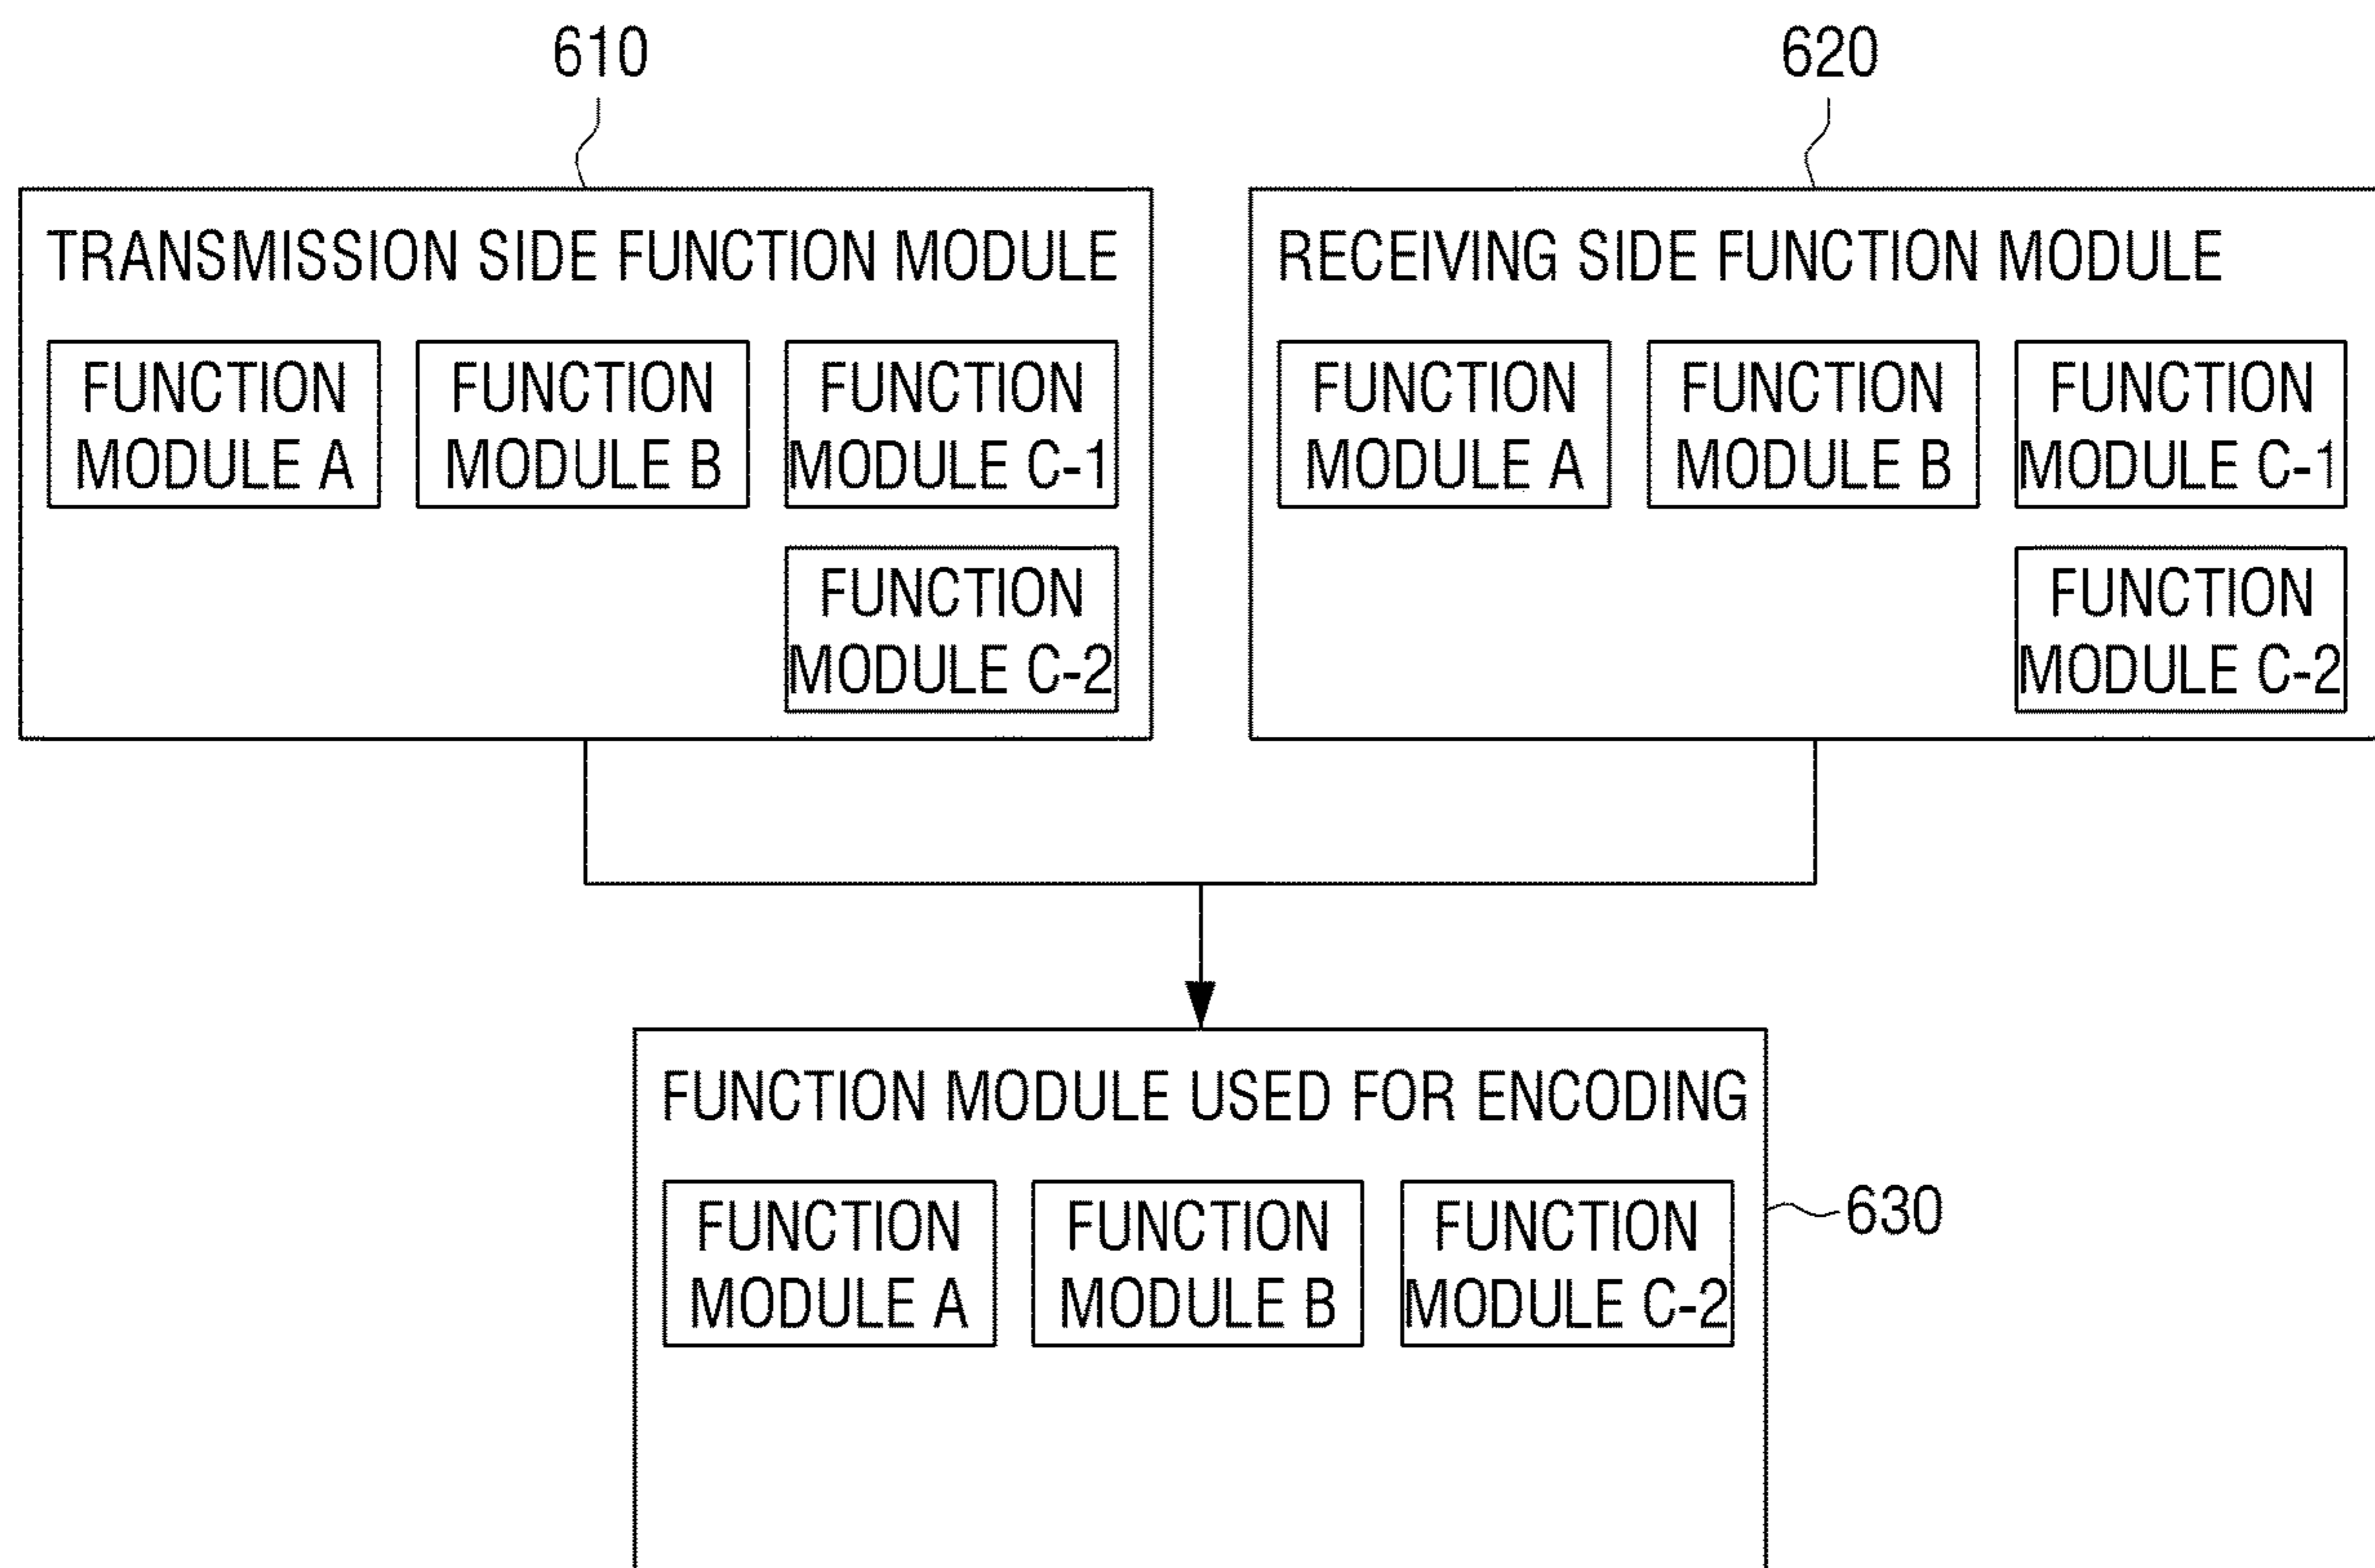 610
620
TRANSMISSION SIDE FUNCTION MODULE
FUNCTION
MODULE A
FUNCTION
MODULE B
FUNCTION
MODULE C-1
FUNCTION
MODULE C-2
RECEIVING SIDE FUNCTION MODULE
FUNCTION
MODULE A
FUNCTION
MODULE B
FUNCTION
MODULE C-1
FUNCTION
MODULE C-2
FUNCTION MODULE USED FOR ENCODING
FUNCTION
MODULE A
FUNCTION
MODULE B
FUNCTION
MODULE C-2
630